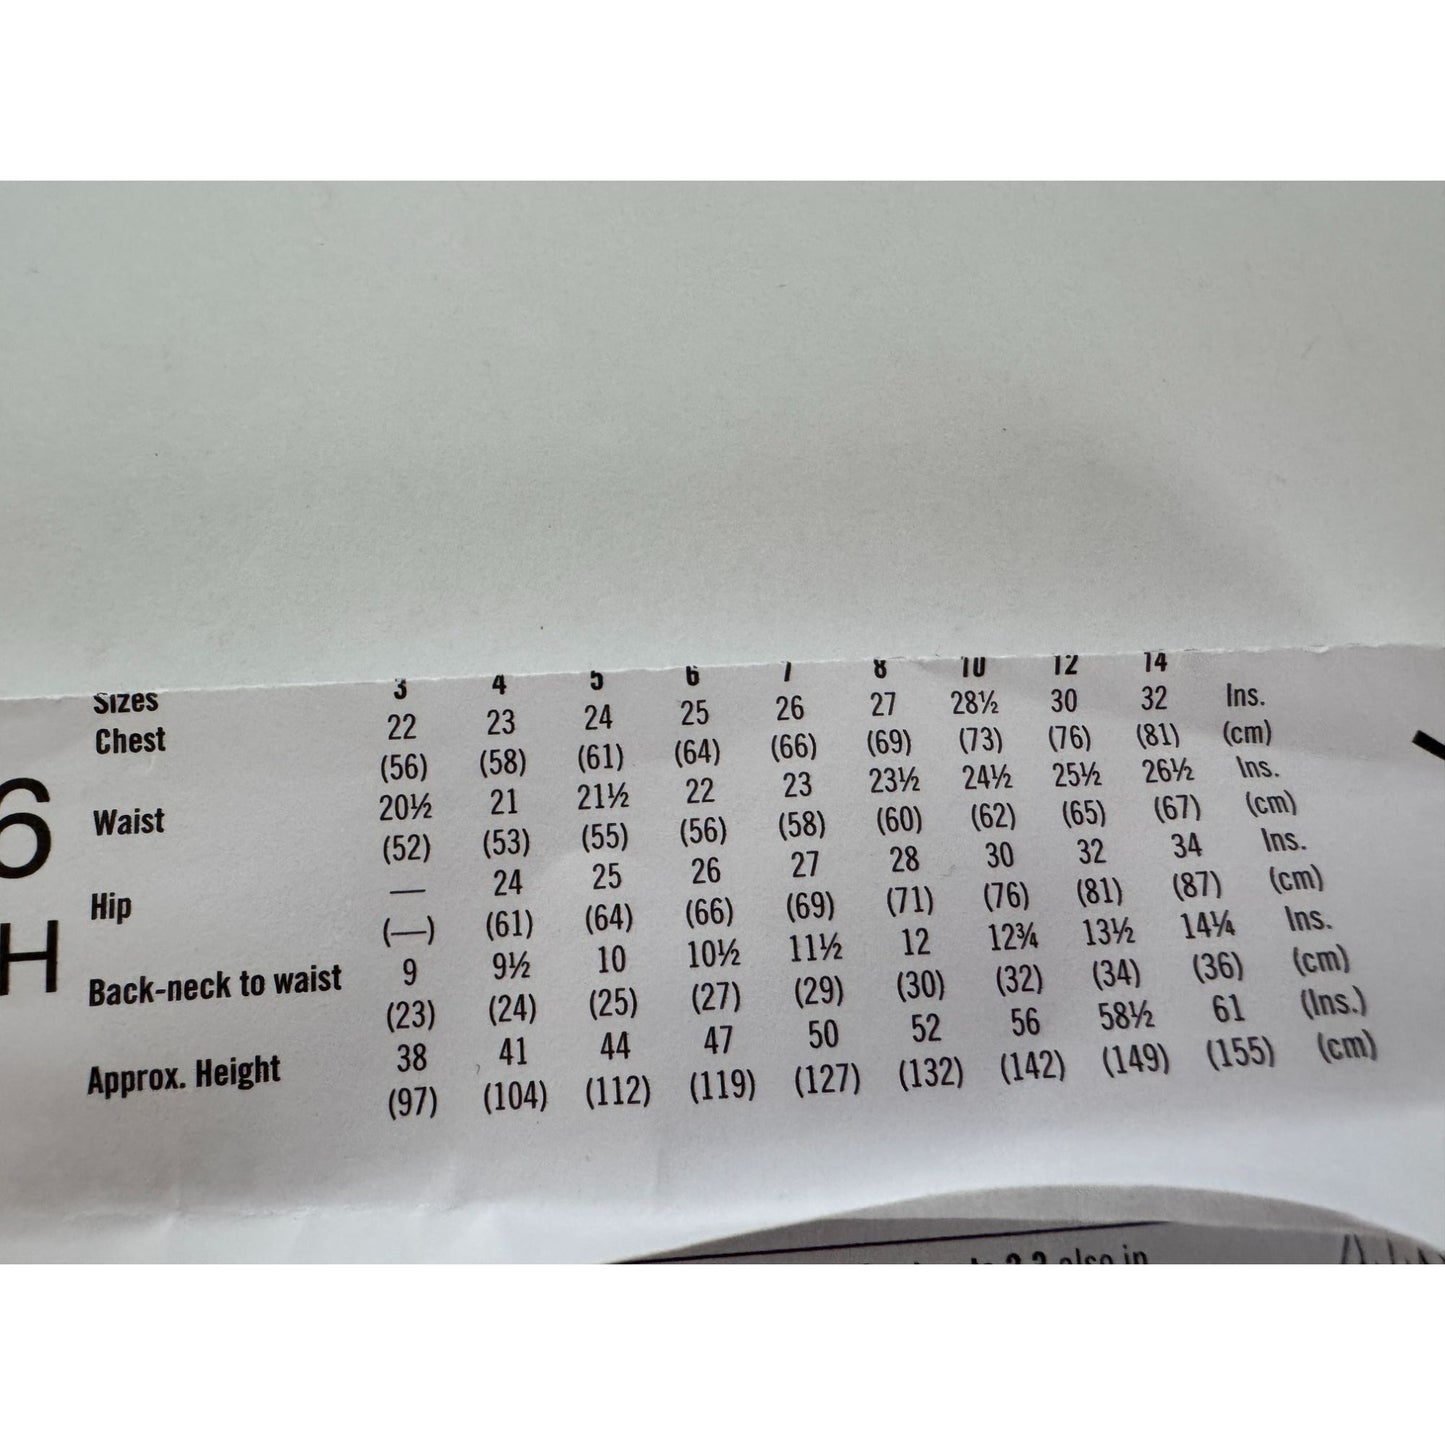 Sizes 3 4 5 6 7 8 10 12 14
Chest 22 23 24 25 26 27 28½ 30 32 Ins.
(56) (58) (61) (64) (66) (69) (73) (76) (81) (cm)
Waist 20½ 21 21½ 22 23 23½ 24½ 25½ 26½ Ins.
(52) (53) (55) (56) (58) (60) (62) (65) (67) (cm)
Hip — 24 25 26 27 28 30 32 34 Ins.
(—) (61) (64) (66) (69) (71) (76) (81) (87) (cm)
Back-neck to waist 9 9½ 10 10½ 11½ 12 12¾ 13½ 14¼ Ins.
(23) (24) (25) (27) (29) (30) (32) (34) (36) (cm)
Approx. Height 38 41 44 47 50 52 56 58½ 61 (Ins.)
(97) (104) (112) (119) (127) (132) (142) (149) (155) (cm)
6
H
also in